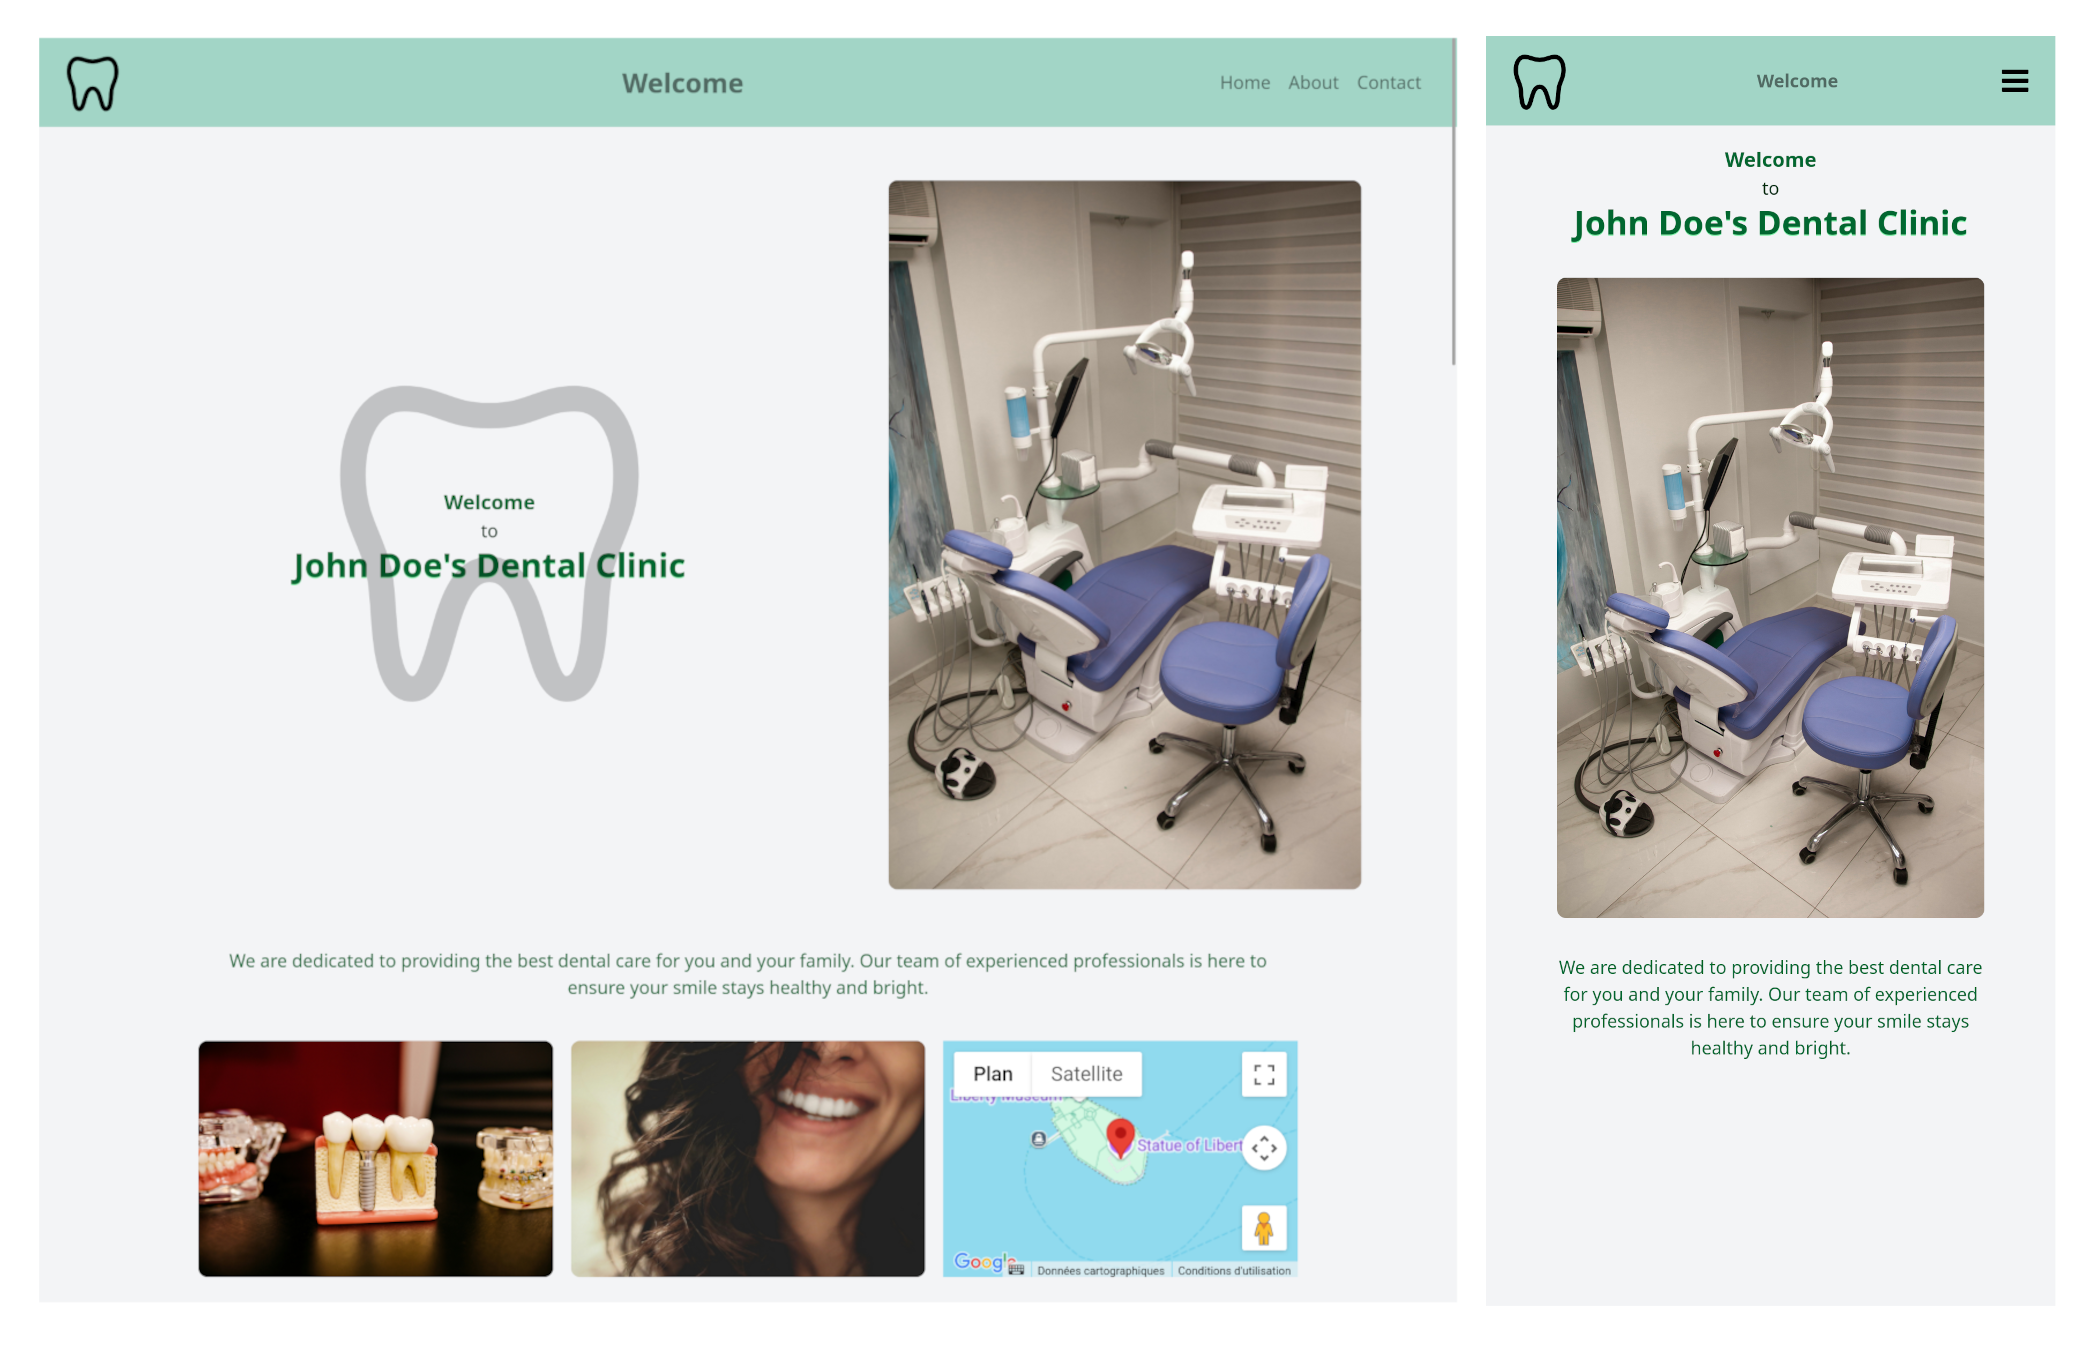 Welcome
Home About Contact
Welcome
to
John Doe's Dental Clinic
We are dedicated to providing the best dental care for you and your family. Our team of experienced professionals is here to
ensure your smile stays healthy and bright.
Plan Satellite
Liberty Museum
Statue of Libert
Google
Données cartographiques Conditions d'utilisation
Welcome
Welcome
to
John Doe's Dental Clinic
We are dedicated to providing the best dental care
for you and your family. Our team of experienced
professionals is here to ensure your smile stays
healthy and bright.